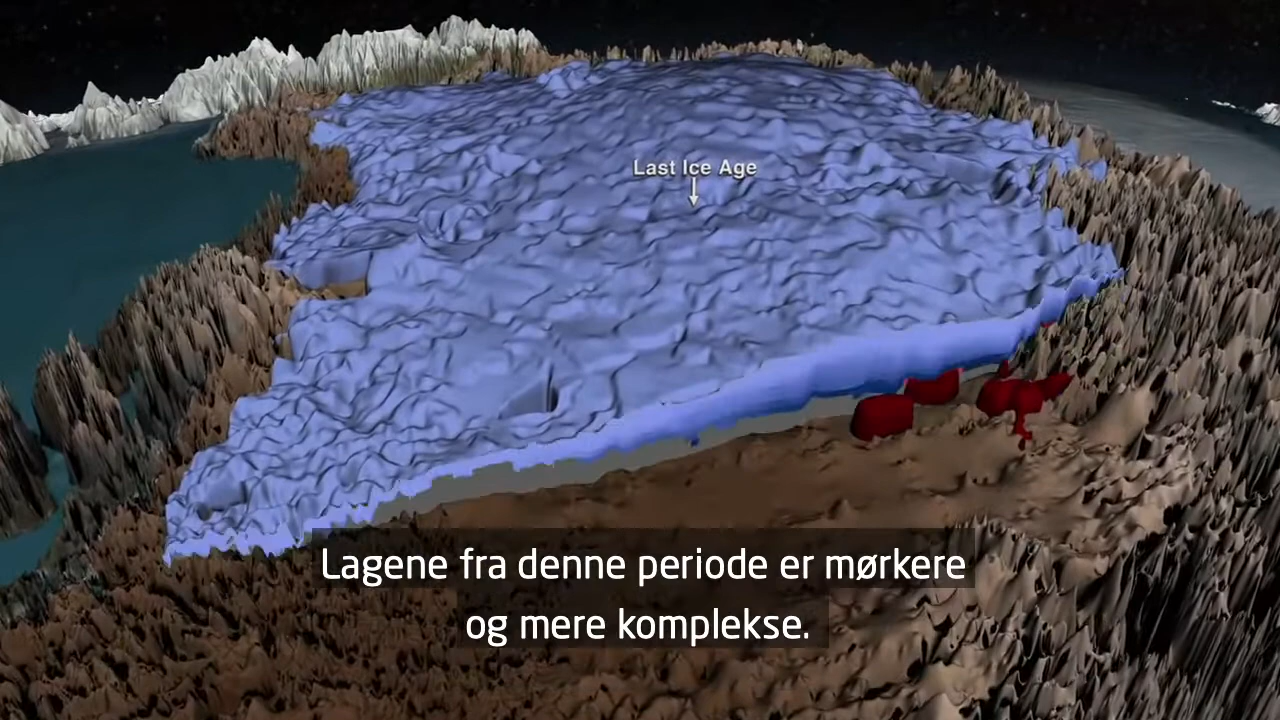 Last Ice Age
Lagene fra denne periode er mørkere
og mere komplekse.